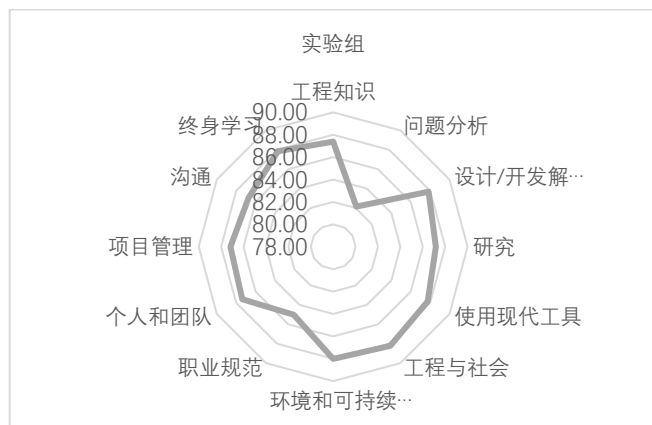 实验组
工程知识
问题分析
设计/开发解…
研究
使用现代工具
工程与社会
环境和可持续…
职业规范
个人和团队
项目管理
沟通
终身学习
90.00
88.00
86.00
84.00
82.00
80.00
78.00